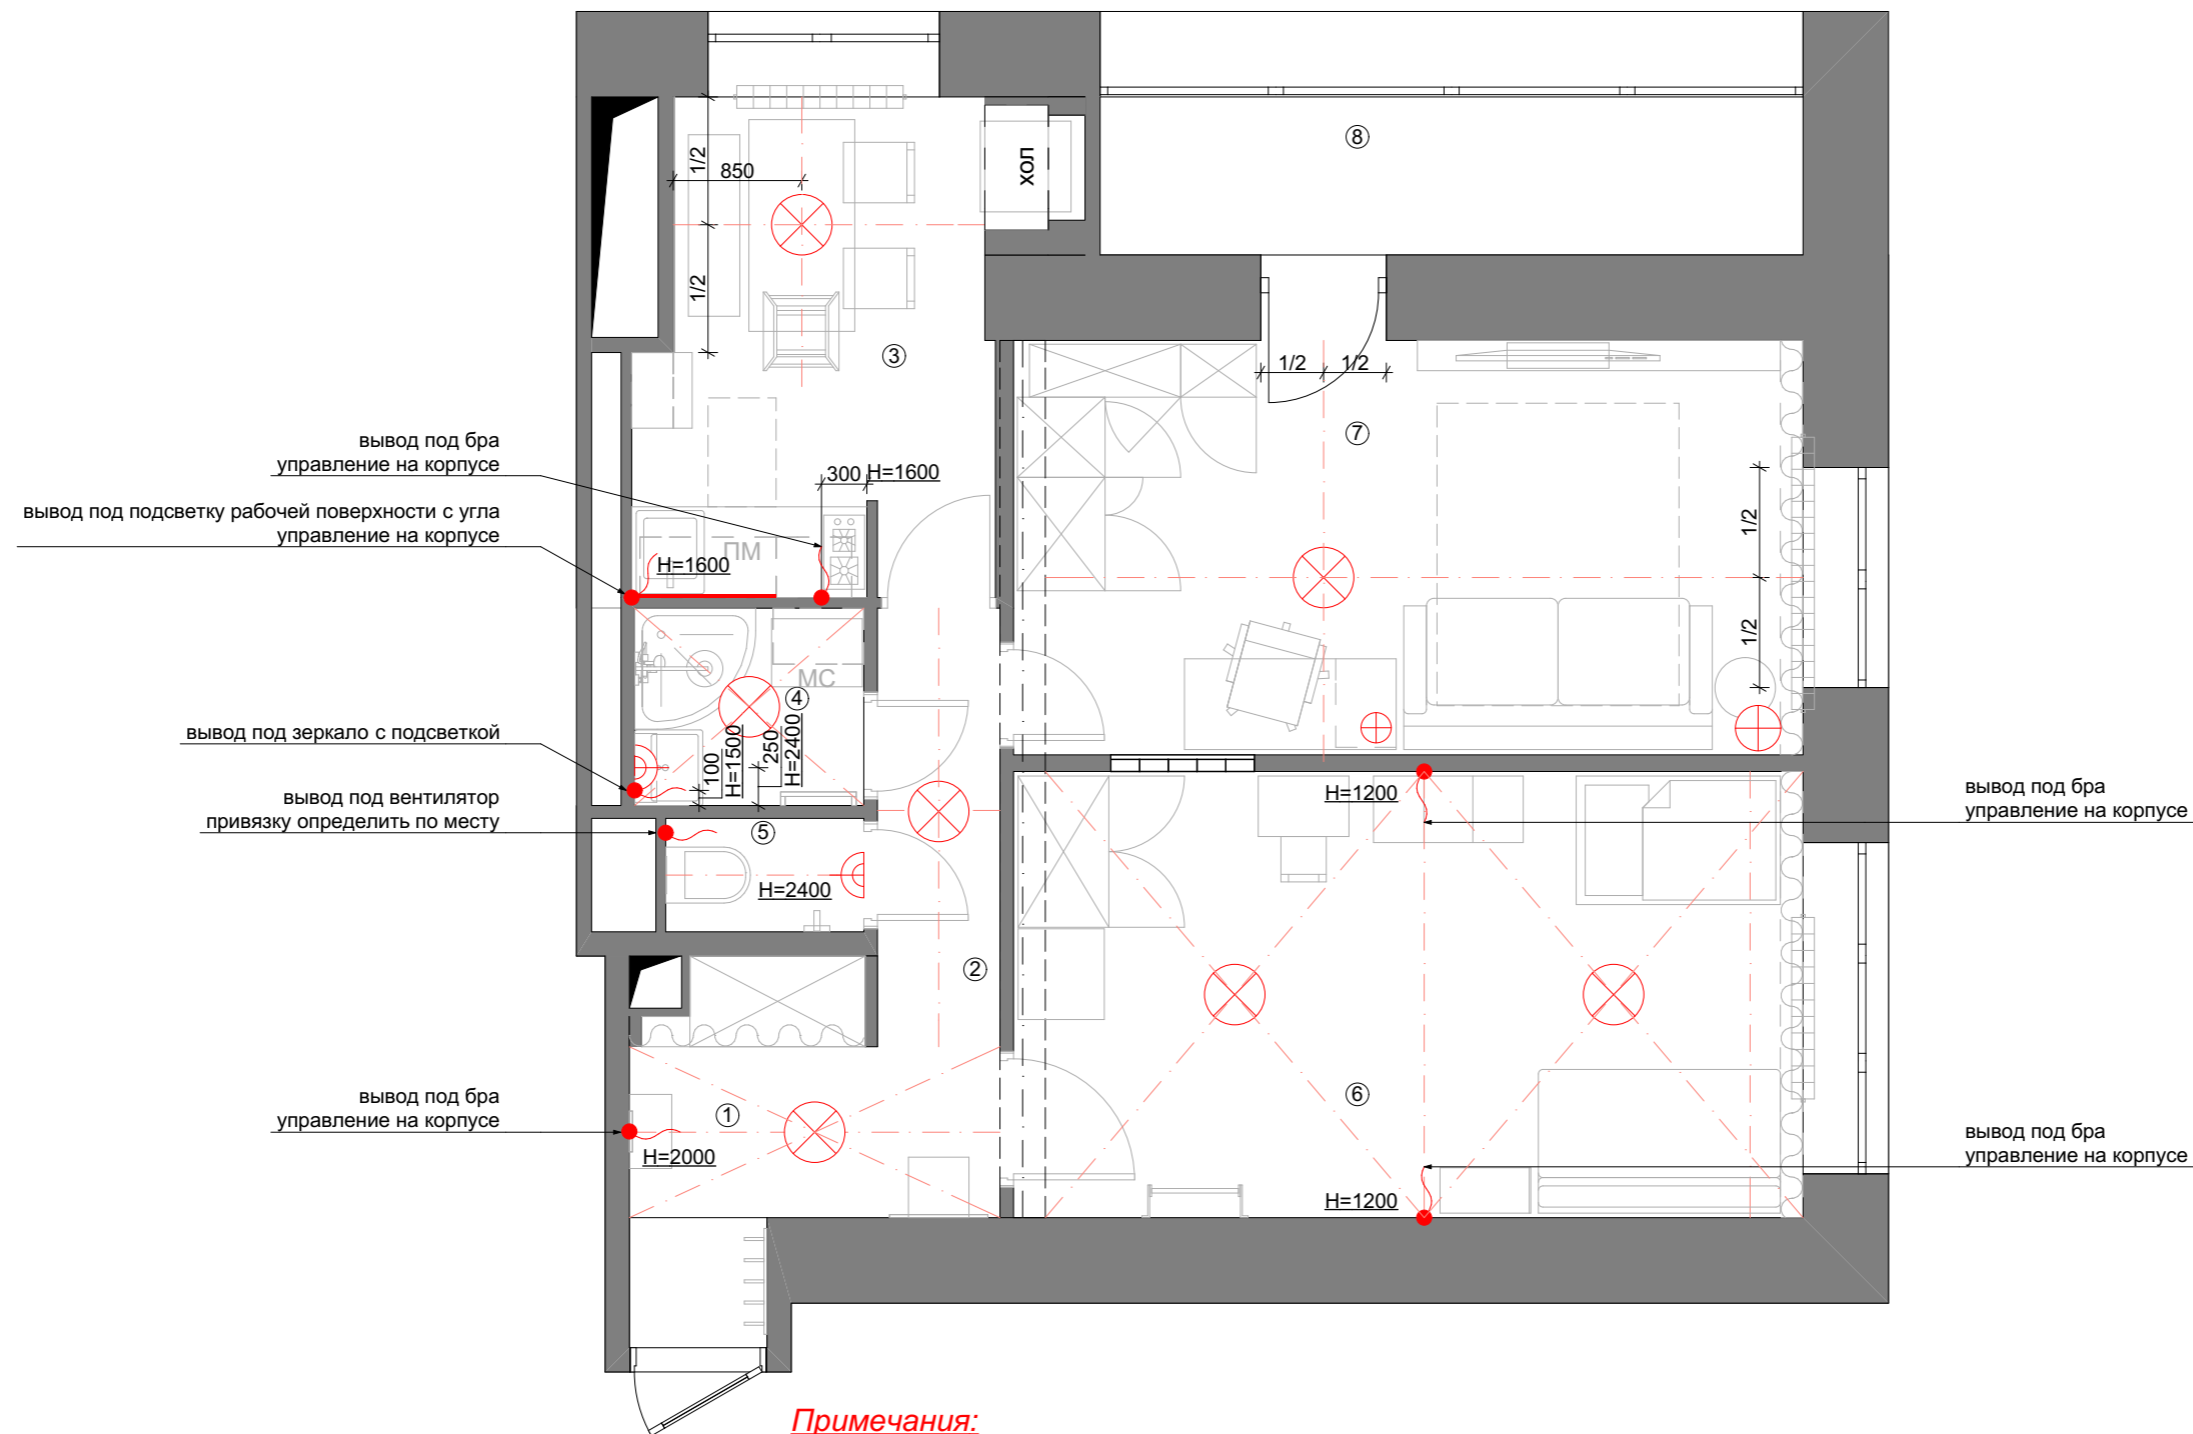 8
1/2
850
ХОЛ
1/2
3
1/2
1/2
7
вывод под бра
управление на корпусе
300
H=1600
вывод под подсветку рабочей поверхности с угла
управление на корпусе
ПМ
H=1600
1/2
1/2
МС
4
вывод под зеркало с подсветкой
100
H=1500
250
H=2400
вывод под вентилятор
привязку определить по месту
5
H=1200
вывод под бра
управление на корпусе
H=2400
2
вывод под бра
управление на корпусе
1
H=2000
6
вывод под бра
управление на корпусе
H=1200
Примечания: